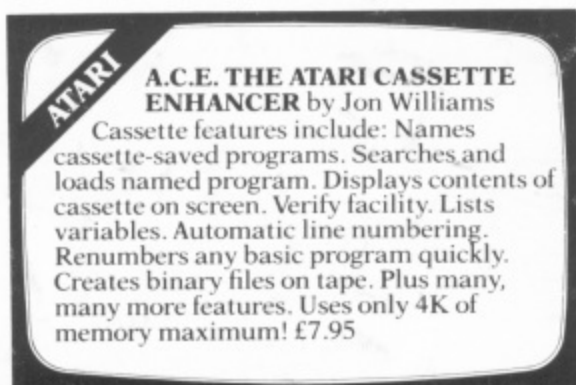 ATARI
A.C.E. THE ATARI CASSETTE
ENHANCER by Jon Williams
Cassette features include: Names
cassette-saved programs. Searches and
loads named program. Displays contents of
cassette on screen. Verify facility. Lists
variables. Automatic line numbering.
Renumbers any basic program quickly.
Creates binary files on tape. Plus many,
many more features. Uses only 4K of
memory maximum! £7.95